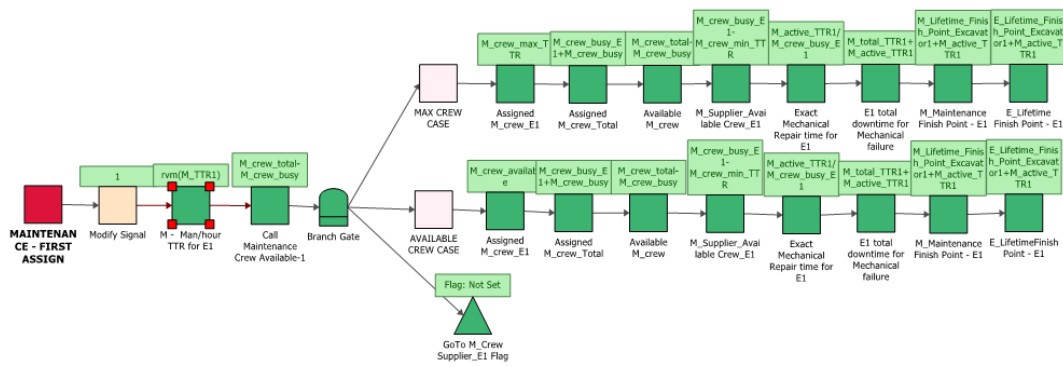 M_crew_max_T
TR
M_crew_busy_E
1+M_crew_busy
M_crew_total-
M_crew_busy
M_crew_busy_E
1-
M_crew_min_TT
R
M_active_TTR1/
M_crew_busy_E
1
M_total_TTR1+
M_active_TTR1
M_Lifetime_Finis
h_Point_Excavat
or1+M_active_T
TR1
E_Lifetime_Finis
h_Point_Excavat
or1+M_active_TT
R1
MAX CREW
CASE
Assigned
M_crew_E1
Assigned
M_crew_Total
Available
M_crew
M_Supplier_Ava
ilable Crew_E1
Exact
Mechanical
Repair time for
E1
E1 total
downtime for
Mechanical
failure
M_Maintenance
Finish Point - E1
E_Lifetime
Finish Point - E1
1
rvm(M_TTR1)
M_crew_total-
M_crew_busy
MAINTENAN
CE - FIRST
ASSIGN
Modify Signal
M - Man/hour
TTR for E1
Call
Maintenance
Crew Available-1
Branch Gate
M_crew_availab
e
M_crew_busy_E
1+M_crew_busy
M_crew_total-
M_crew_busy
M_crew_busy_E
1-
M_crew_min_TT
R
M_active_TTR1/
M_crew_busy_E
1
M_total_TTR1+
M_active_TTR1
M_Lifetime_Finis
h_Point_Excavat
or1+M_active_T
TR1
E_Lifetime_Finis
h_Point_Excavat
or1+M_active_TT
R1
AVAILABLE
CREW CASE
Assigned
M_crew_E1
Assigned
M_crew_Total
Available
M_crew
M_Supplier_Avai
lable Crew_E1
Exact
Mechanical
Repair time for
E1
E1 total
downtime for
Mechanical
failure
M_Maintenance
Finish Point - E1
E_LifetimeFinish
Point - E1
Flag: Not Set
GoTo M_Crew
Supplier_E1 Flag